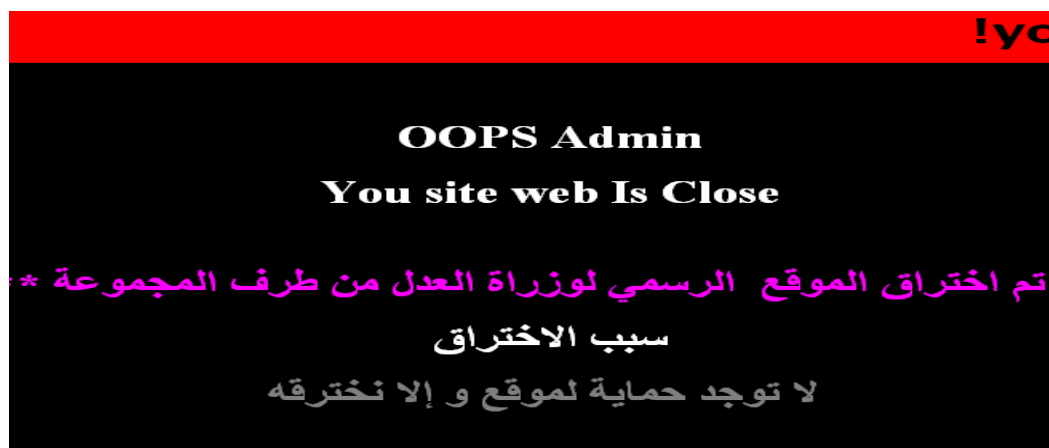 !yo
OOPS Admin
You site web Is Close
تم اختراق الموقع الرسمي لوزراة العدل من طرف المجموعة **
سبب الاختراق
لا توجد حماية لموقع و إلا نخترقه